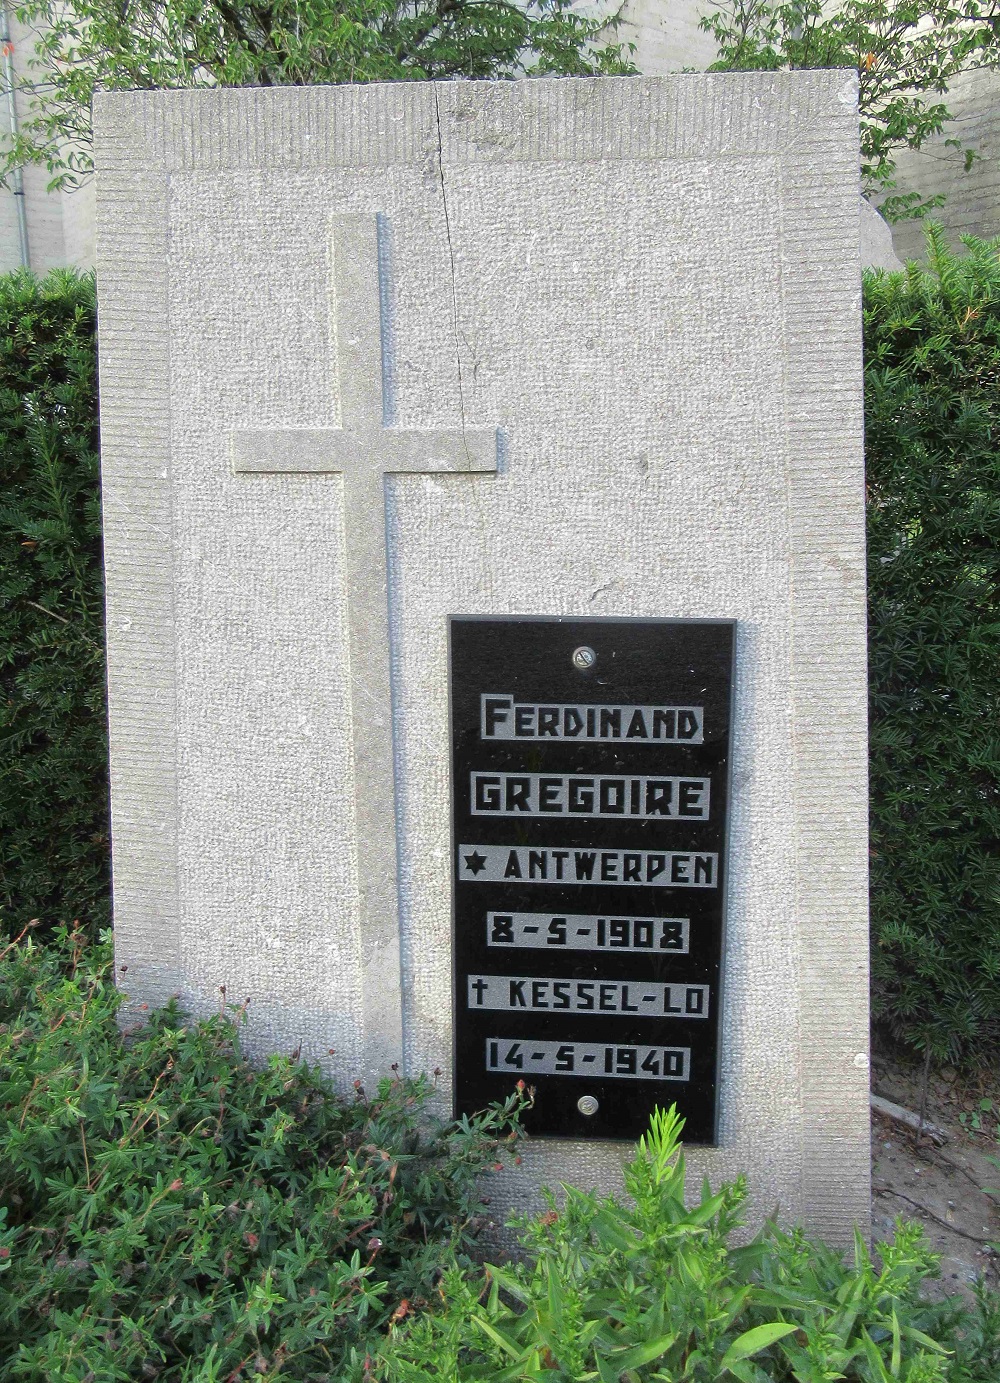 FERDINAND
GREGOIRE
✶ ANTWERPEN
8-5-1908
† KESSEL-LO
14-5-1940